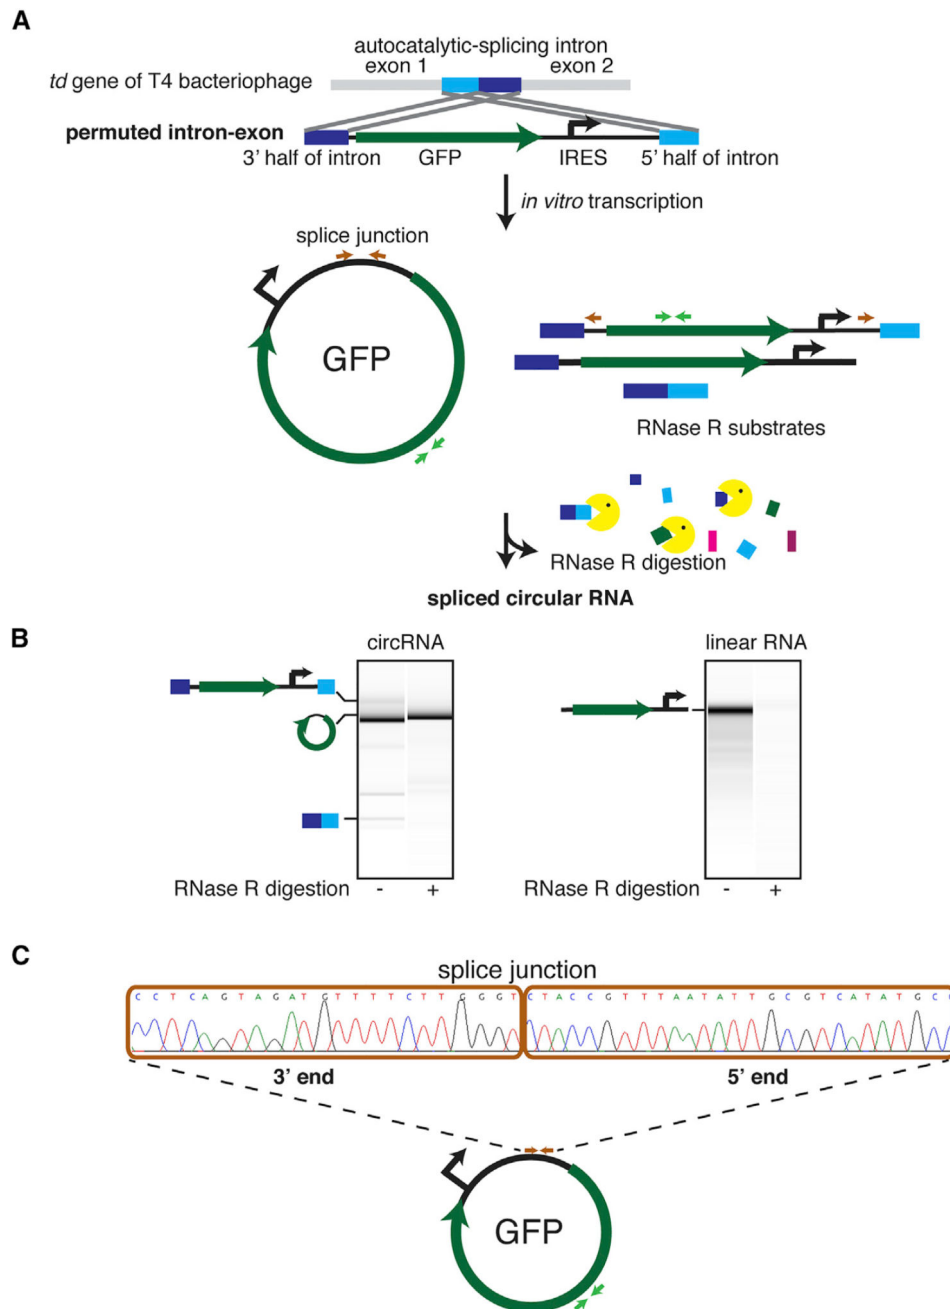 A
autocatalytic-splicing intron
exon 1 exon 2
td gene of T4 bacteriophage
permuted intron-exon
3' half of intron GFP IRES 5' half of intron
in vitro transcription
splice junction
GFP
RNase R substrates
RNase R digestion
spliced circular RNA
B
circRNA linear RNA
RNase R digestion - + RNase R digestion - +
C
splice junction
C C T C A G T A G A T G T T T T C T T G G G T C T A C C G T T T A A T A T T G C G T C A T A T G C
3' end 5' end
GFP